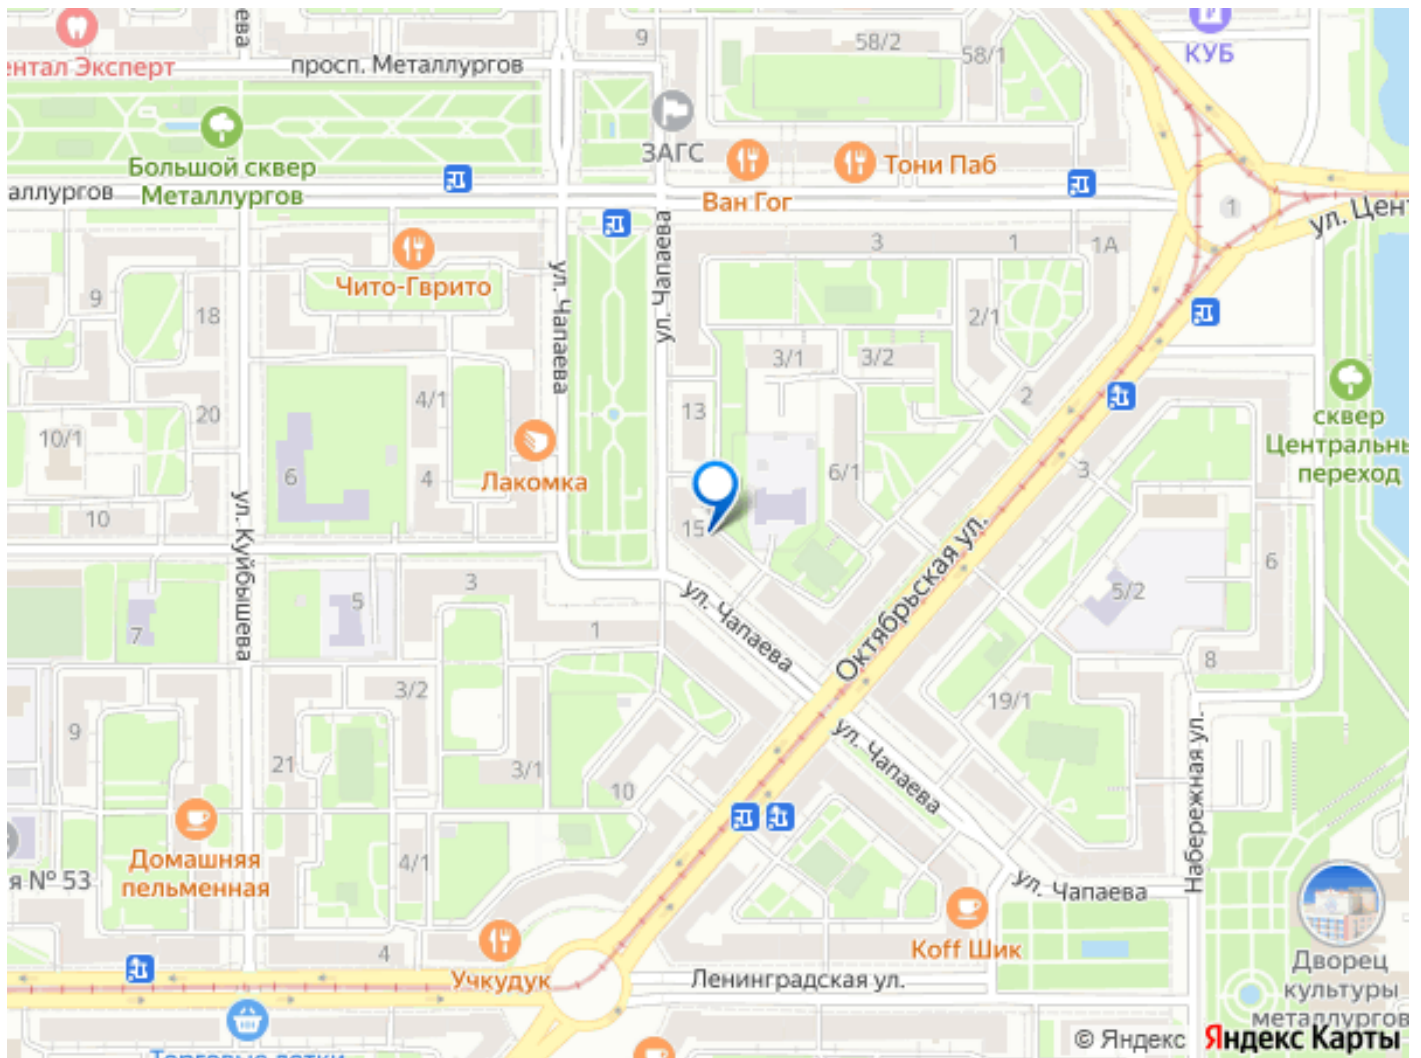 9
58/2
58/1
КУБ
ентал Эксперт
просп. Металлургов
ЗАГС
Большой сквер
Металлургов
аллургов
Ван Гог
Тони Паб
1
ул. Цент
Чито-Гврито
ул. Чапаева
ул. Чапаева
3
1
1А
9
18
2/1
3/1
3/2
2
4/1
13
20
10/1
Лакомка
сквер
Центральны
переход
6
4
6/1
3
10
ул. Куйбышева
15
Октябрьская ул.
3
5
7
1
ул. Чапаева
5/2
6
8
3/2
19/1
9
21
3/1
10
ул. Чапаева
Набережная ул.
Домашняя
пельменная
я № 53
4/1
ул. Чапаева
Koff Шик
4
Учкудук
Ленинградская ул.
Дворец
культуры
металлургов
Торговые ротки
© Яндекс
Яндекс Карты